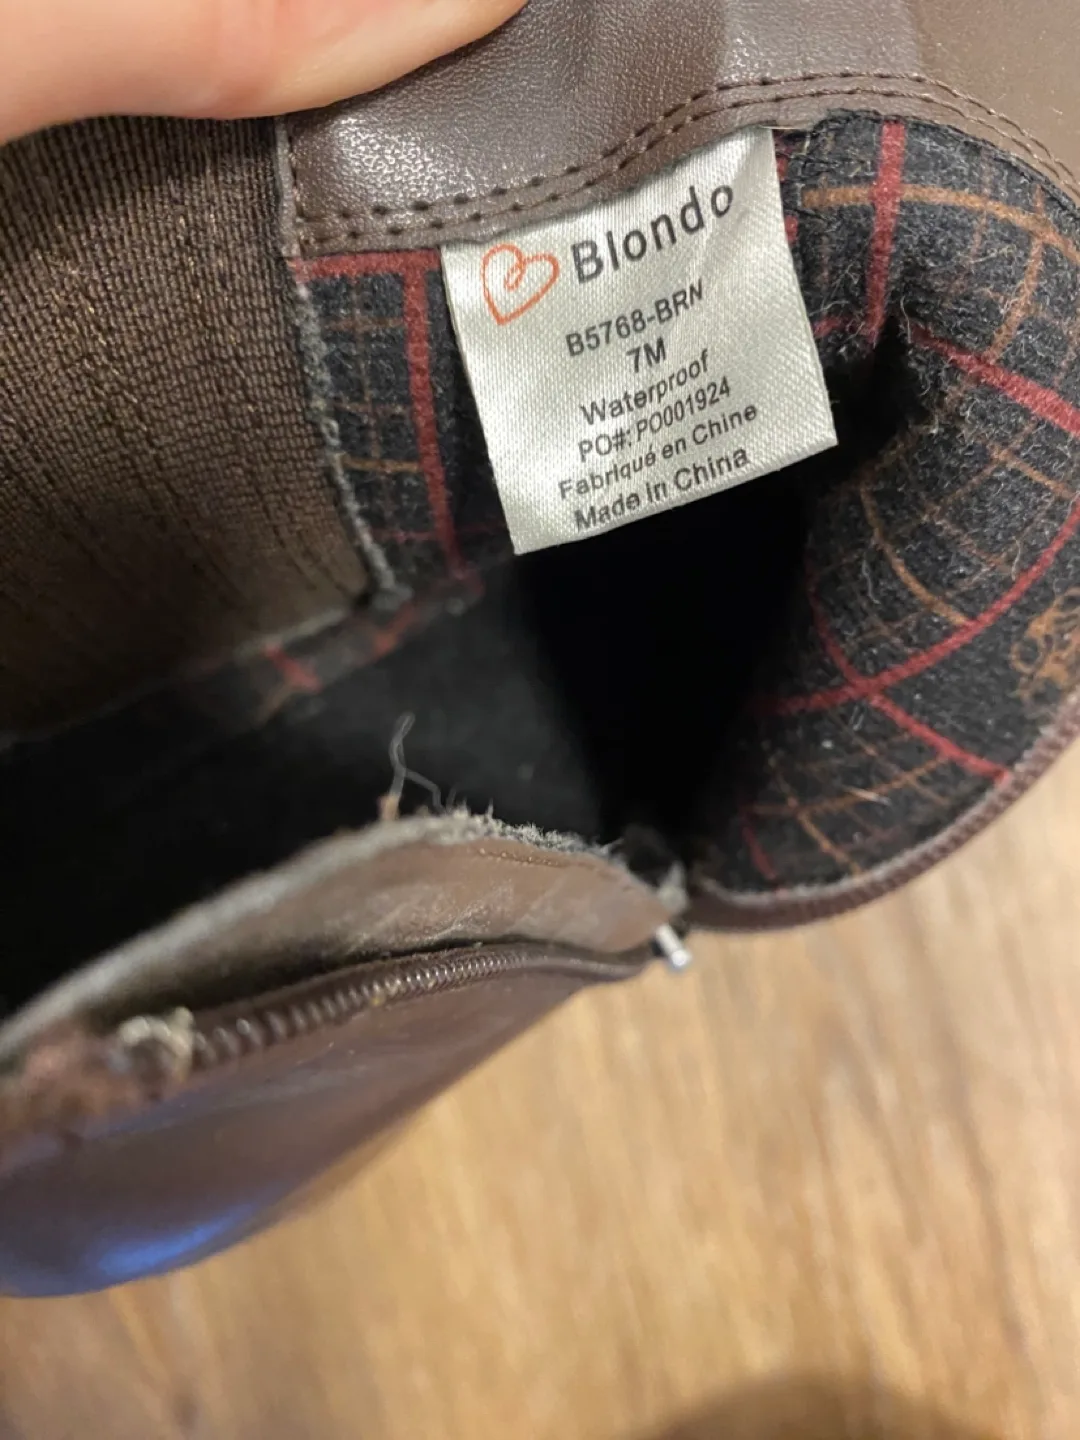 Blondo
B5768-BRN
7M
Waterproof
PO#: PO001924
Fabriqué en Chine
Made in China